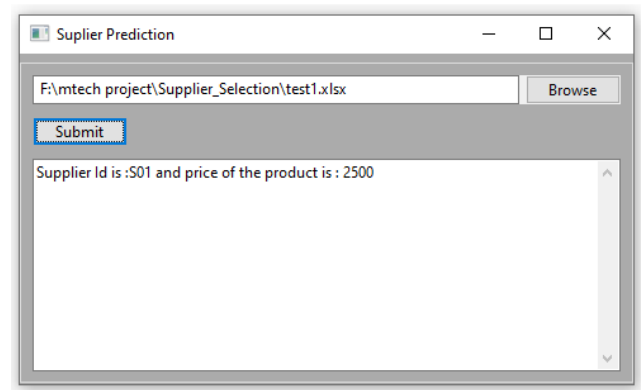 Suplier Prediction
F:\mtech project\Supplier_Selection\test1.xlsx Browse
Submit
Supplier Id is :S01 and price of the product is : 2500